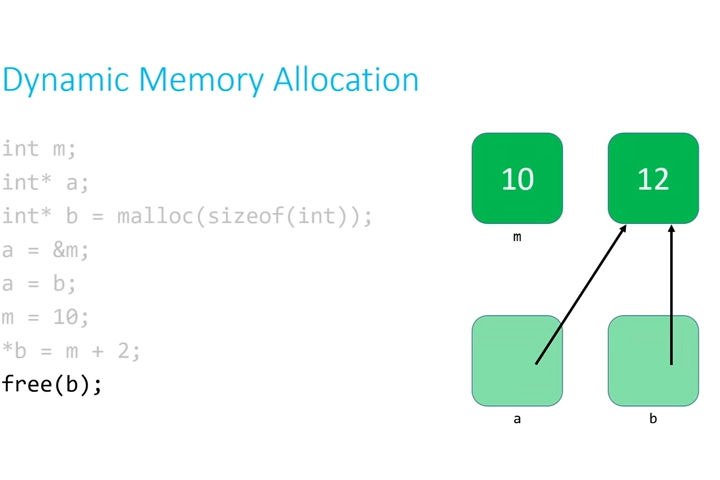 Dynamic Memory Allocation
int m;
int* a;
int* b = malloc(sizeof(int));
a = &m;
a = b;
m = 10;
*b = m + 2;
free(b);
10
12
m
a
b